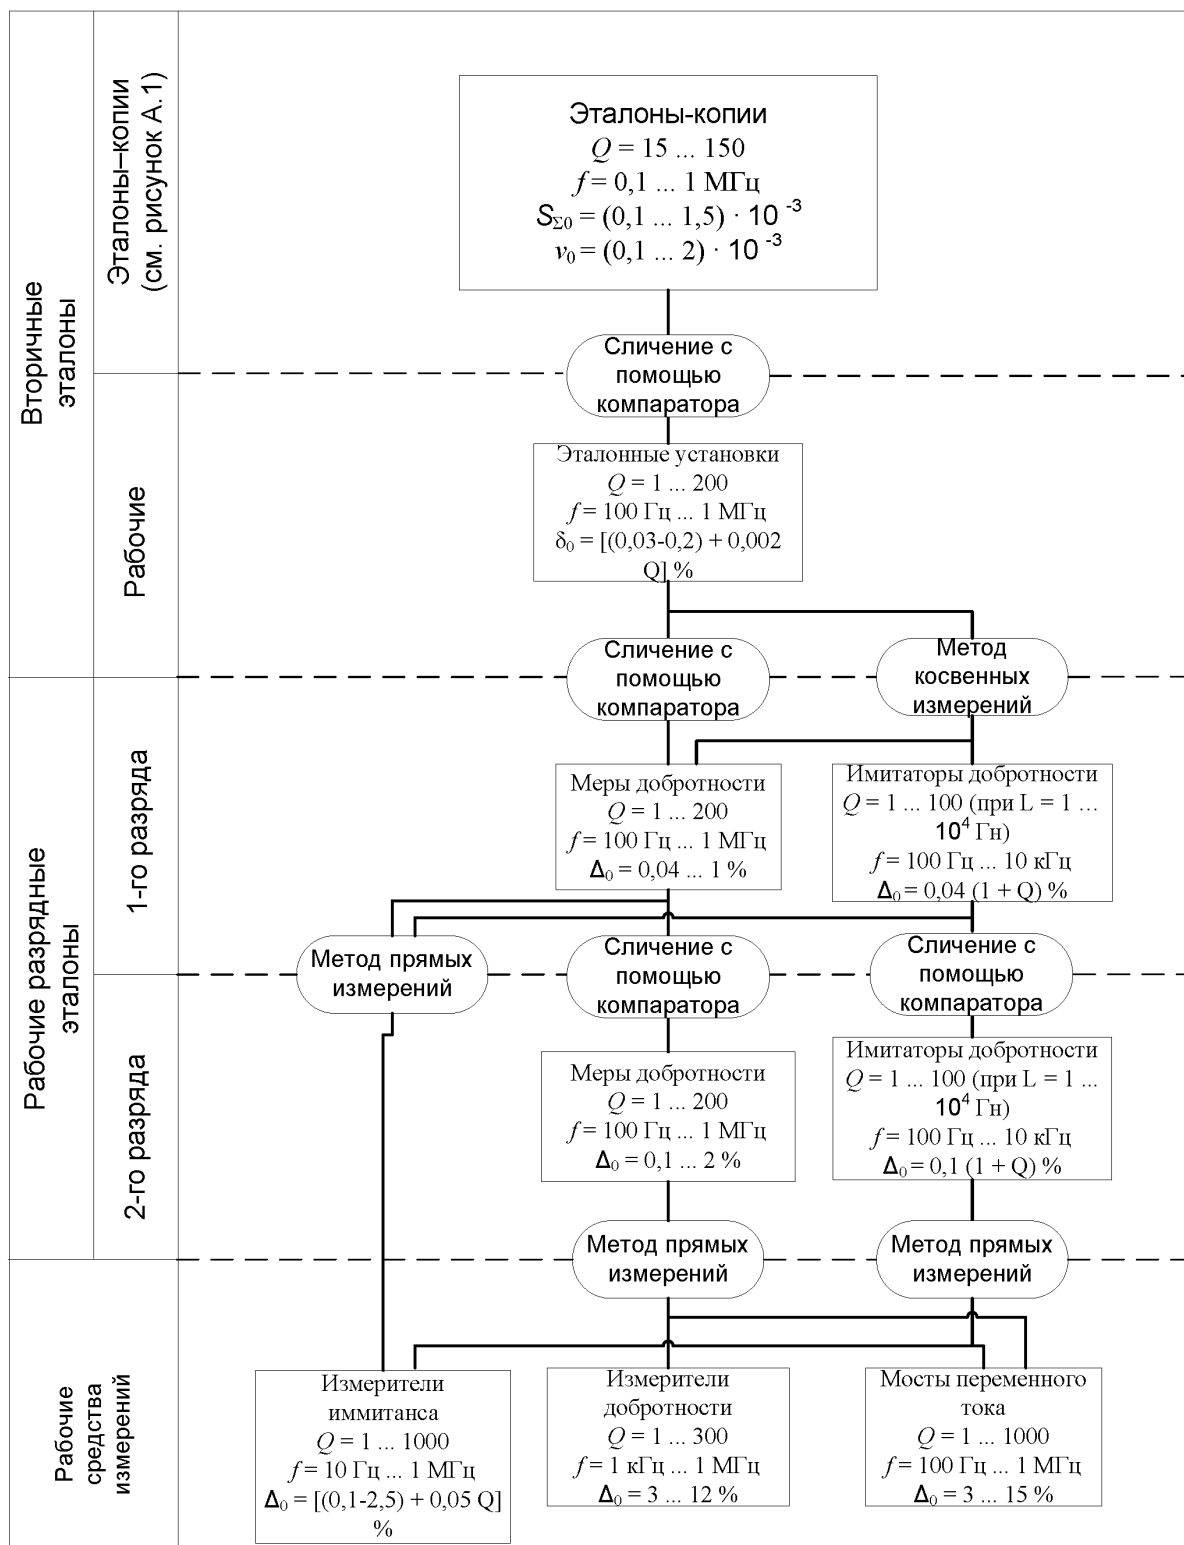 Вторичные
эталоны
Эталоны–копии
(см. рисунок А.1)
Эталоны-копии
Q = 15 ... 150
f = 0,1 ... 1 МГц
S_Σ0 = (0,1 ... 1,5) · 10⁻³
ν₀ = (0,1 ... 2) · 10⁻³
Сличение с
помощью
компаратора
Рабочие
Эталонные установки
Q = 1 ... 200
f = 100 Гц ... 1 МГц
δ₀ = [(0,03-0,2) + 0,002
Q] %
Сличение с
помощью
компаратора
Метод
косвенных
измерений
Рабочие разрядные
эталоны
1-го разряда
Меры добротности
Q = 1 ... 200
f = 100 Гц ... 1 МГц
Δ₀ = 0,04 ... 1 %
Имитаторы добротности
Q = 1 ... 100 (при L = 1 ...
10⁴ Гн)
f = 100 Гц ... 10 кГц
Δ₀ = 0,04 (1 + Q) %
Метод прямых
измерений
Сличение с
помощью
компаратора
Сличение с
помощью
компаратора
2-го разряда
Меры добротности
Q = 1 ... 200
f = 100 Гц ... 1 МГц
Δ₀ = 0,1 ... 2 %
Имитаторы добротности
Q = 1 ... 100 (при L = 1 ...
10⁴ Гн)
f = 100 Гц ... 10 кГц
Δ₀ = 0,1 (1 + Q) %
Метод прямых
измерений
Метод прямых
измерений
Рабочие
средства
измерений
Измерители
иммитанса
Q = 1 ... 1000
f = 10 Гц ... 1 МГц
Δ₀ = [(0,1-2,5) + 0,05 Q]
%
Измерители
добротности
Q = 1 ... 300
f = 1 кГц ... 1 МГц
Δ₀ = 3 ... 12 %
Мосты переменного
тока
Q = 1 ... 1000
f = 100 Гц ... 1 МГц
Δ₀ = 3 ... 15 %